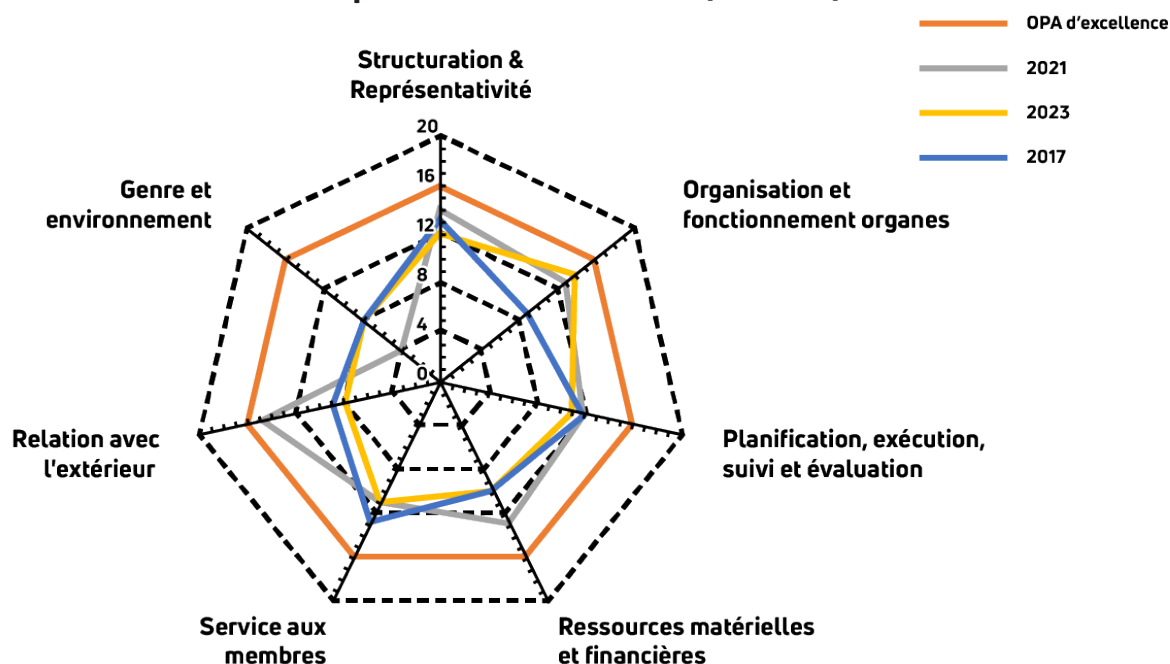 OPA d'excellence
2021
2023
2017
Structuration &
Représentativité
Organisation et
fonctionnement organes
Planification, exécution,
suivi et évaluation
Ressources matérielles
et financières
Service aux
membres
Relation avec
l'extérieur
Genre et
environnement
20
16
12
8
4
0